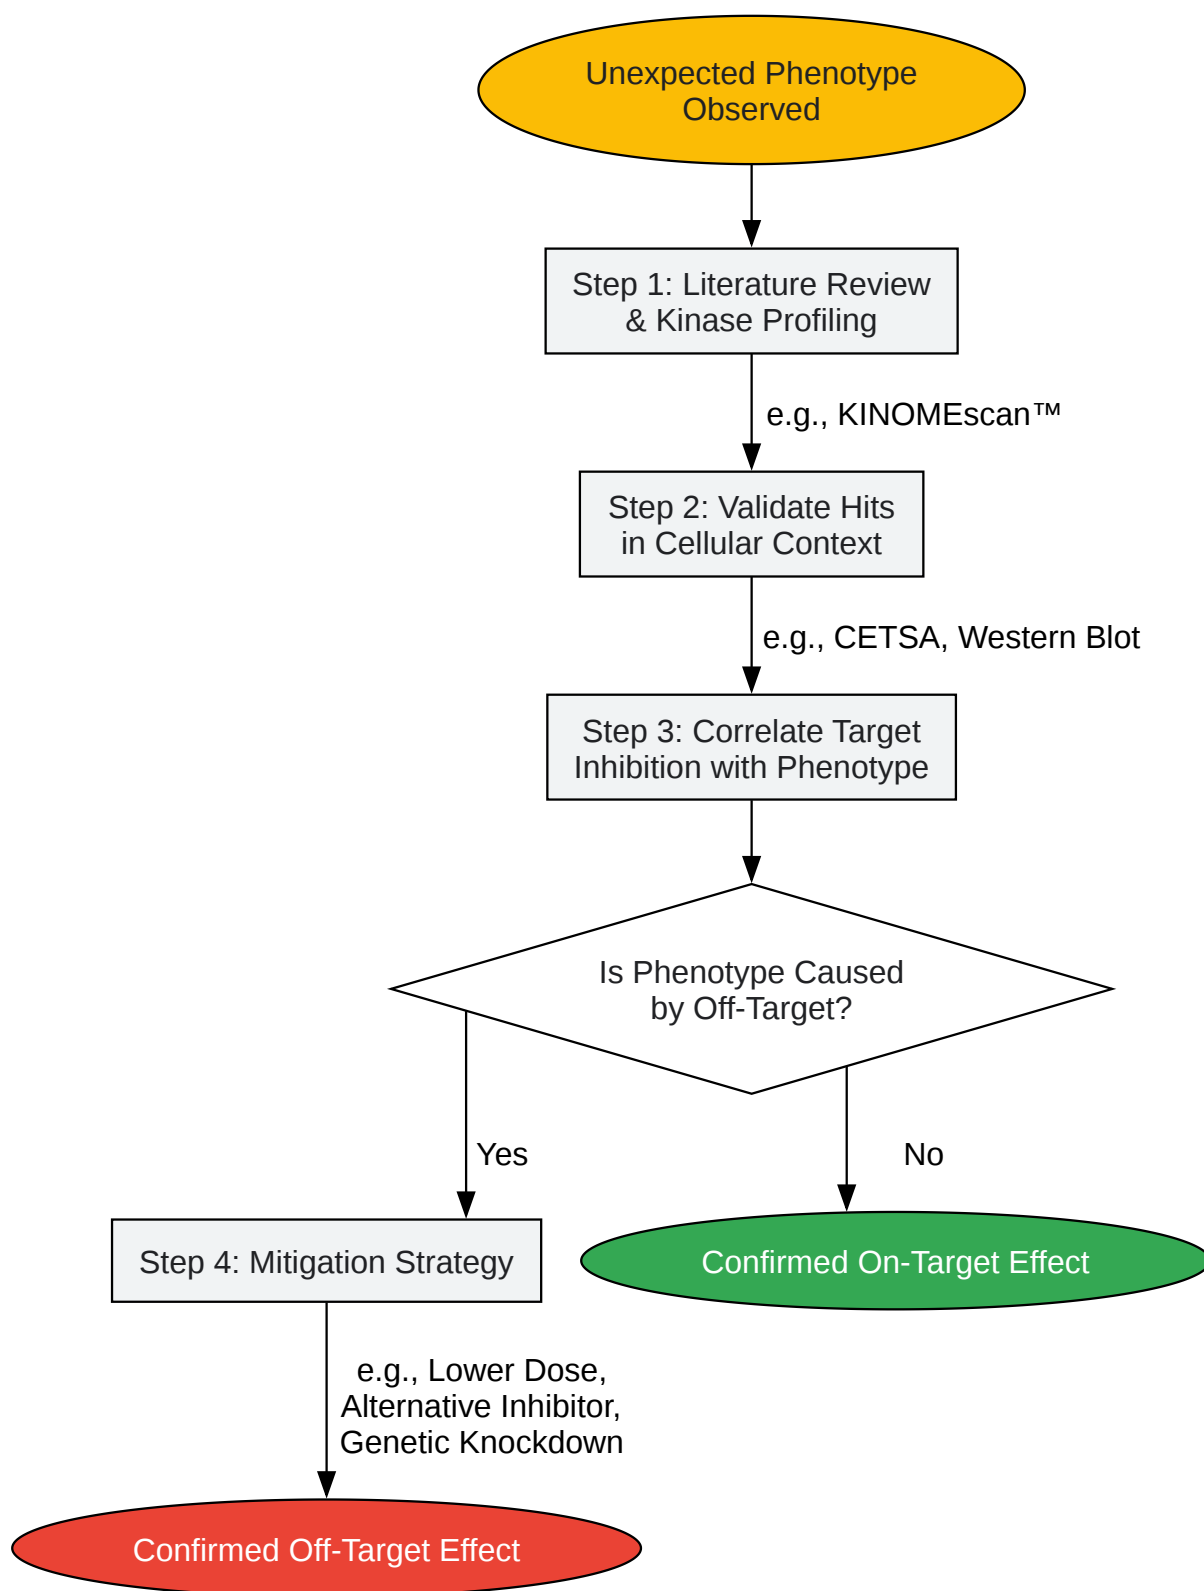 Unexpected Phenotype
Observed
Step 1: Literature Review
& Kinase Profiling
e.g., KINOMEscan™
Step 2: Validate Hits
in Cellular Context
e.g., CETSA, Western Blot
Step 3: Correlate Target
Inhibition with Phenotype
Is Phenotype Caused
by Off-Target?
Yes
No
Step 4: Mitigation Strategy
Confirmed On-Target Effect
e.g., Lower Dose,
Alternative Inhibitor,
Genetic Knockdown
Confirmed Off-Target Effect